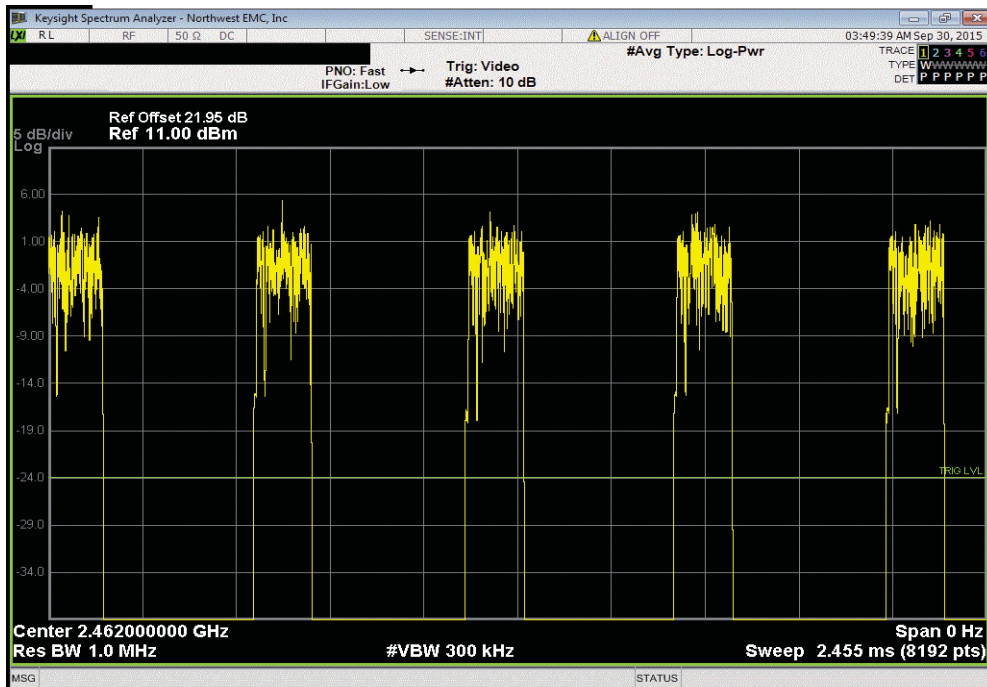 Keysight Spectrum Analyzer - Northwest EMC, Inc
LXI RL RF 50 Ω DC SENSE:INT ALIGN OFF 03:49:39 AM Sep 30, 2015
#Avg Type: Log-Pwr
TRACE 1 2 3 4 5 6
PNO: Fast Trig: Video TYPE WWWWWW
IFGain:Low #Atten: 10 dB DET P P P P P P
Ref Offset 21.95 dB
5 dB/div Ref 11.00 dBm
Log
6.00
1.00
-4.00
-9.00
-14.0
-19.0
-24.0
TRIG LVL
-29.0
-34.0
Center 2.462000000 GHz Span 0 Hz
Res BW 1.0 MHz #VBW 300 kHz Sweep 2.455 ms (8192 pts)
MSG STATUS